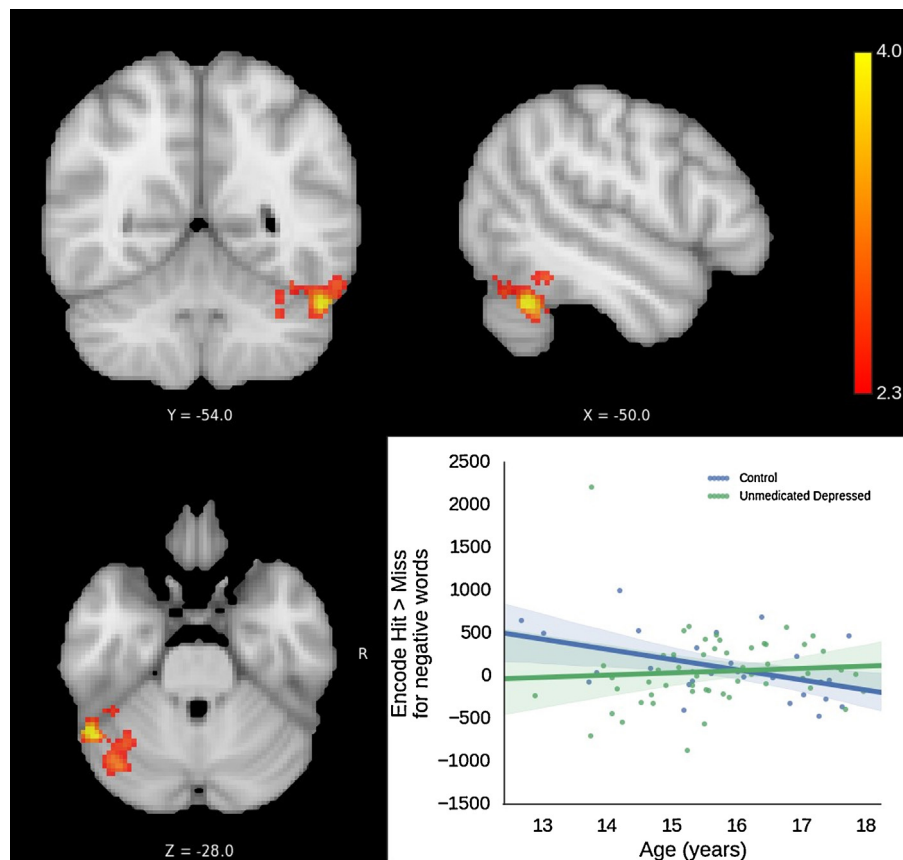 4.0
2.3
Y = -54.0
X = -50.0
R
Z = -28.0
Encode Hit > Miss
for negative words
2500
2000
1500
1000
500
0
−500
−1000
−1500
Control
Unmedicated Depressed
13 14 15 16 17 18
Age (years)